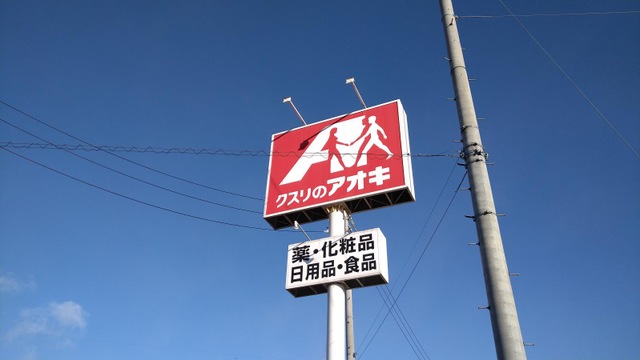 クスリのアオキ
薬・化粧品
日用品・食品